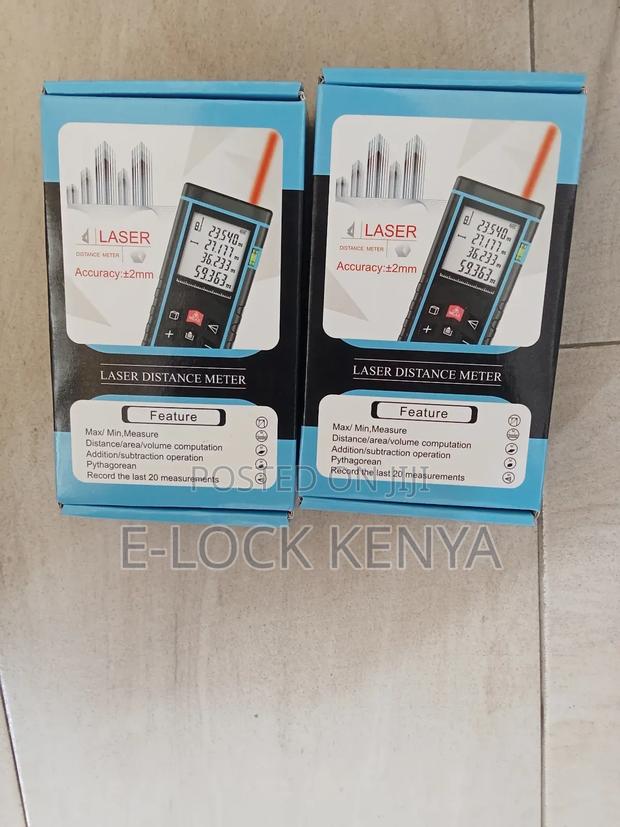 LASER
DISTANCE METER
Accuracy:±2mm
23.540m
27.177m
36.233m
59.363m
LASER DISTANCE METER
Feature
Max/ Min,Measure
Distance/area/volume computation
Addition/subtraction operation
Pythagorean
Record the last 20 measurements
LASER
DISTANCE METER
Accuracy:±2mm
23.540m
27.177m
36.233m
59.363m
LASER DISTANCE METER
Feature
Max/ Min,Measure
Distance/area/volume computation
Addition/subtraction operation
Pythagorean
Record the last 20 measurements
POSTED ON JIJI
E-LOCK KENYA